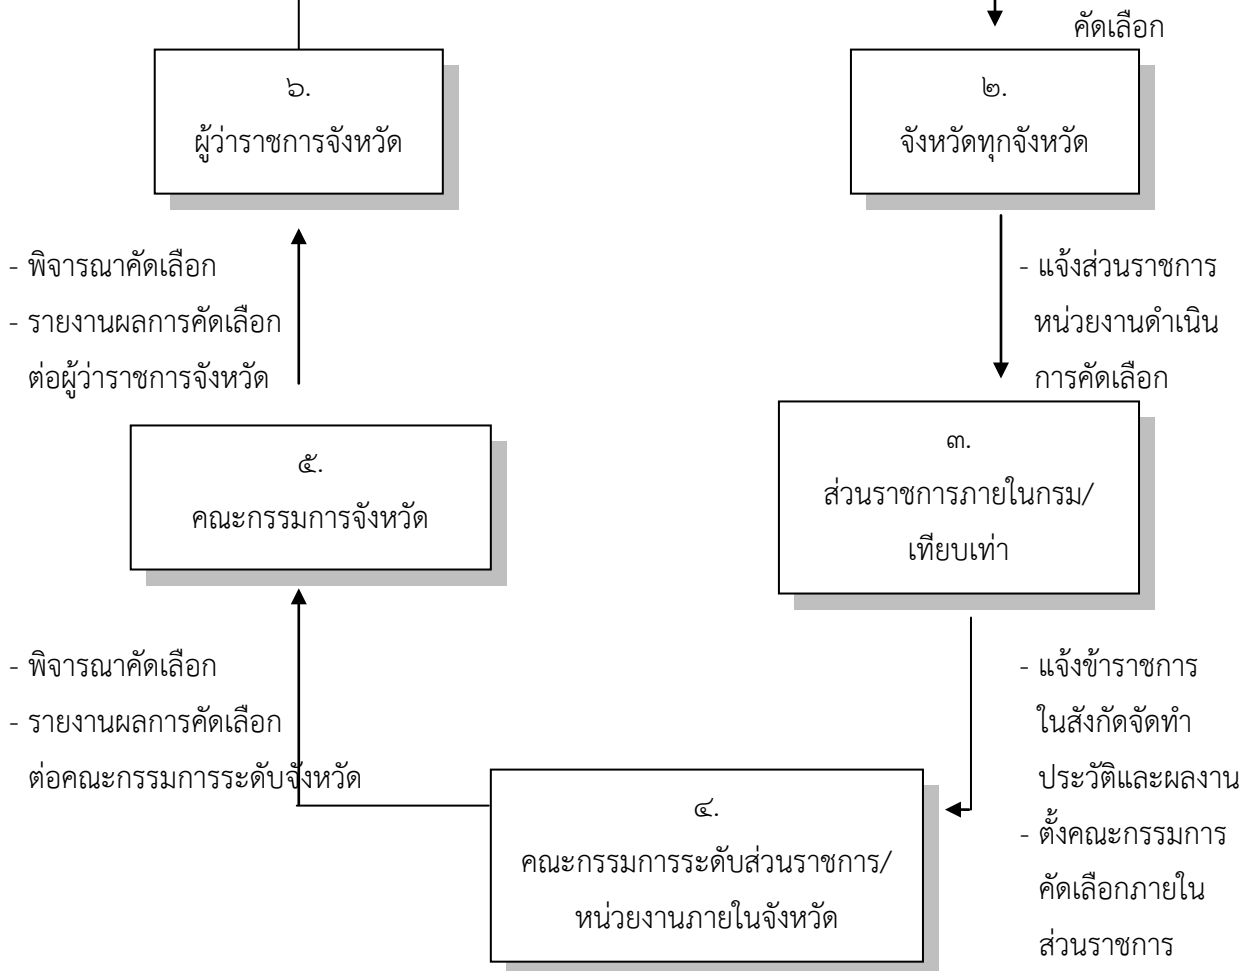 คัดเลือก
๖.
ผู้ว่าราชการจังหวัด
๒.
จังหวัดทุกจังหวัด
- พิจารณาคัดเลือก
- รายงานผลการคัดเลือก
ต่อผู้ว่าราชการจังหวัด
- แจ้งส่วนราชการ
หน่วยงานดำเนิน
การคัดเลือก
๕.
คณะกรรมการจังหวัด
๓.
ส่วนราชการภายในกรม/
เทียบเท่า
- พิจารณาคัดเลือก
- รายงานผลการคัดเลือก
ต่อคณะกรรมการระดับจังหวัด
- แจ้งข้าราชการ
ในสังกัดจัดทำ
ประวัติและผลงาน
- ตั้งคณะกรรมการ
คัดเลือกภายใน
ส่วนราชการ
๔.
คณะกรรมการระดับส่วนราชการ/
หน่วยงานภายในจังหวัด